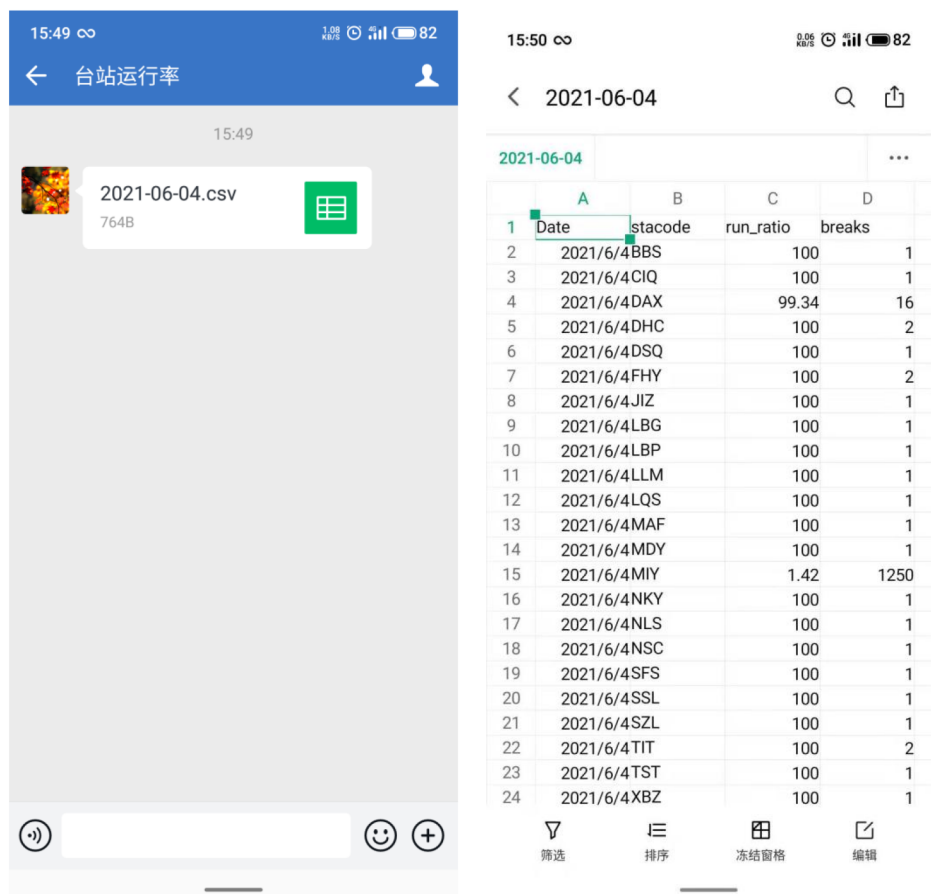 15:49
1.08 KB/S 4G 82
台站运行率
15:49
2021-06-04.csv
764B
15:50
0.06 KB/S 4G 82
2021-06-04
2021-06-04
A B C D
1 Date stacode run_ratio breaks
2 2021/6/4 BBS 100 1
3 2021/6/4 CIQ 100 1
4 2021/6/4 DAX 99.34 16
5 2021/6/4 DHC 100 2
6 2021/6/4 DSQ 100 1
7 2021/6/4 FHY 100 2
8 2021/6/4 JIZ 100 1
9 2021/6/4 LBG 100 1
10 2021/6/4 LBP 100 1
11 2021/6/4 LLM 100 1
12 2021/6/4 LQS 100 1
13 2021/6/4 MAF 100 1
14 2021/6/4 MDY 100 1
15 2021/6/4 MIY 1.42 1250
16 2021/6/4 NKY 100 1
17 2021/6/4 NLS 100 1
18 2021/6/4 NSC 100 1
19 2021/6/4 SFS 100 1
20 2021/6/4 SSL 100 1
21 2021/6/4 SZL 100 1
22 2021/6/4 TIT 100 2
23 2021/6/4 TST 100 1
24 2021/6/4 XBZ 100 1
筛选 排序 冻结窗格 编辑